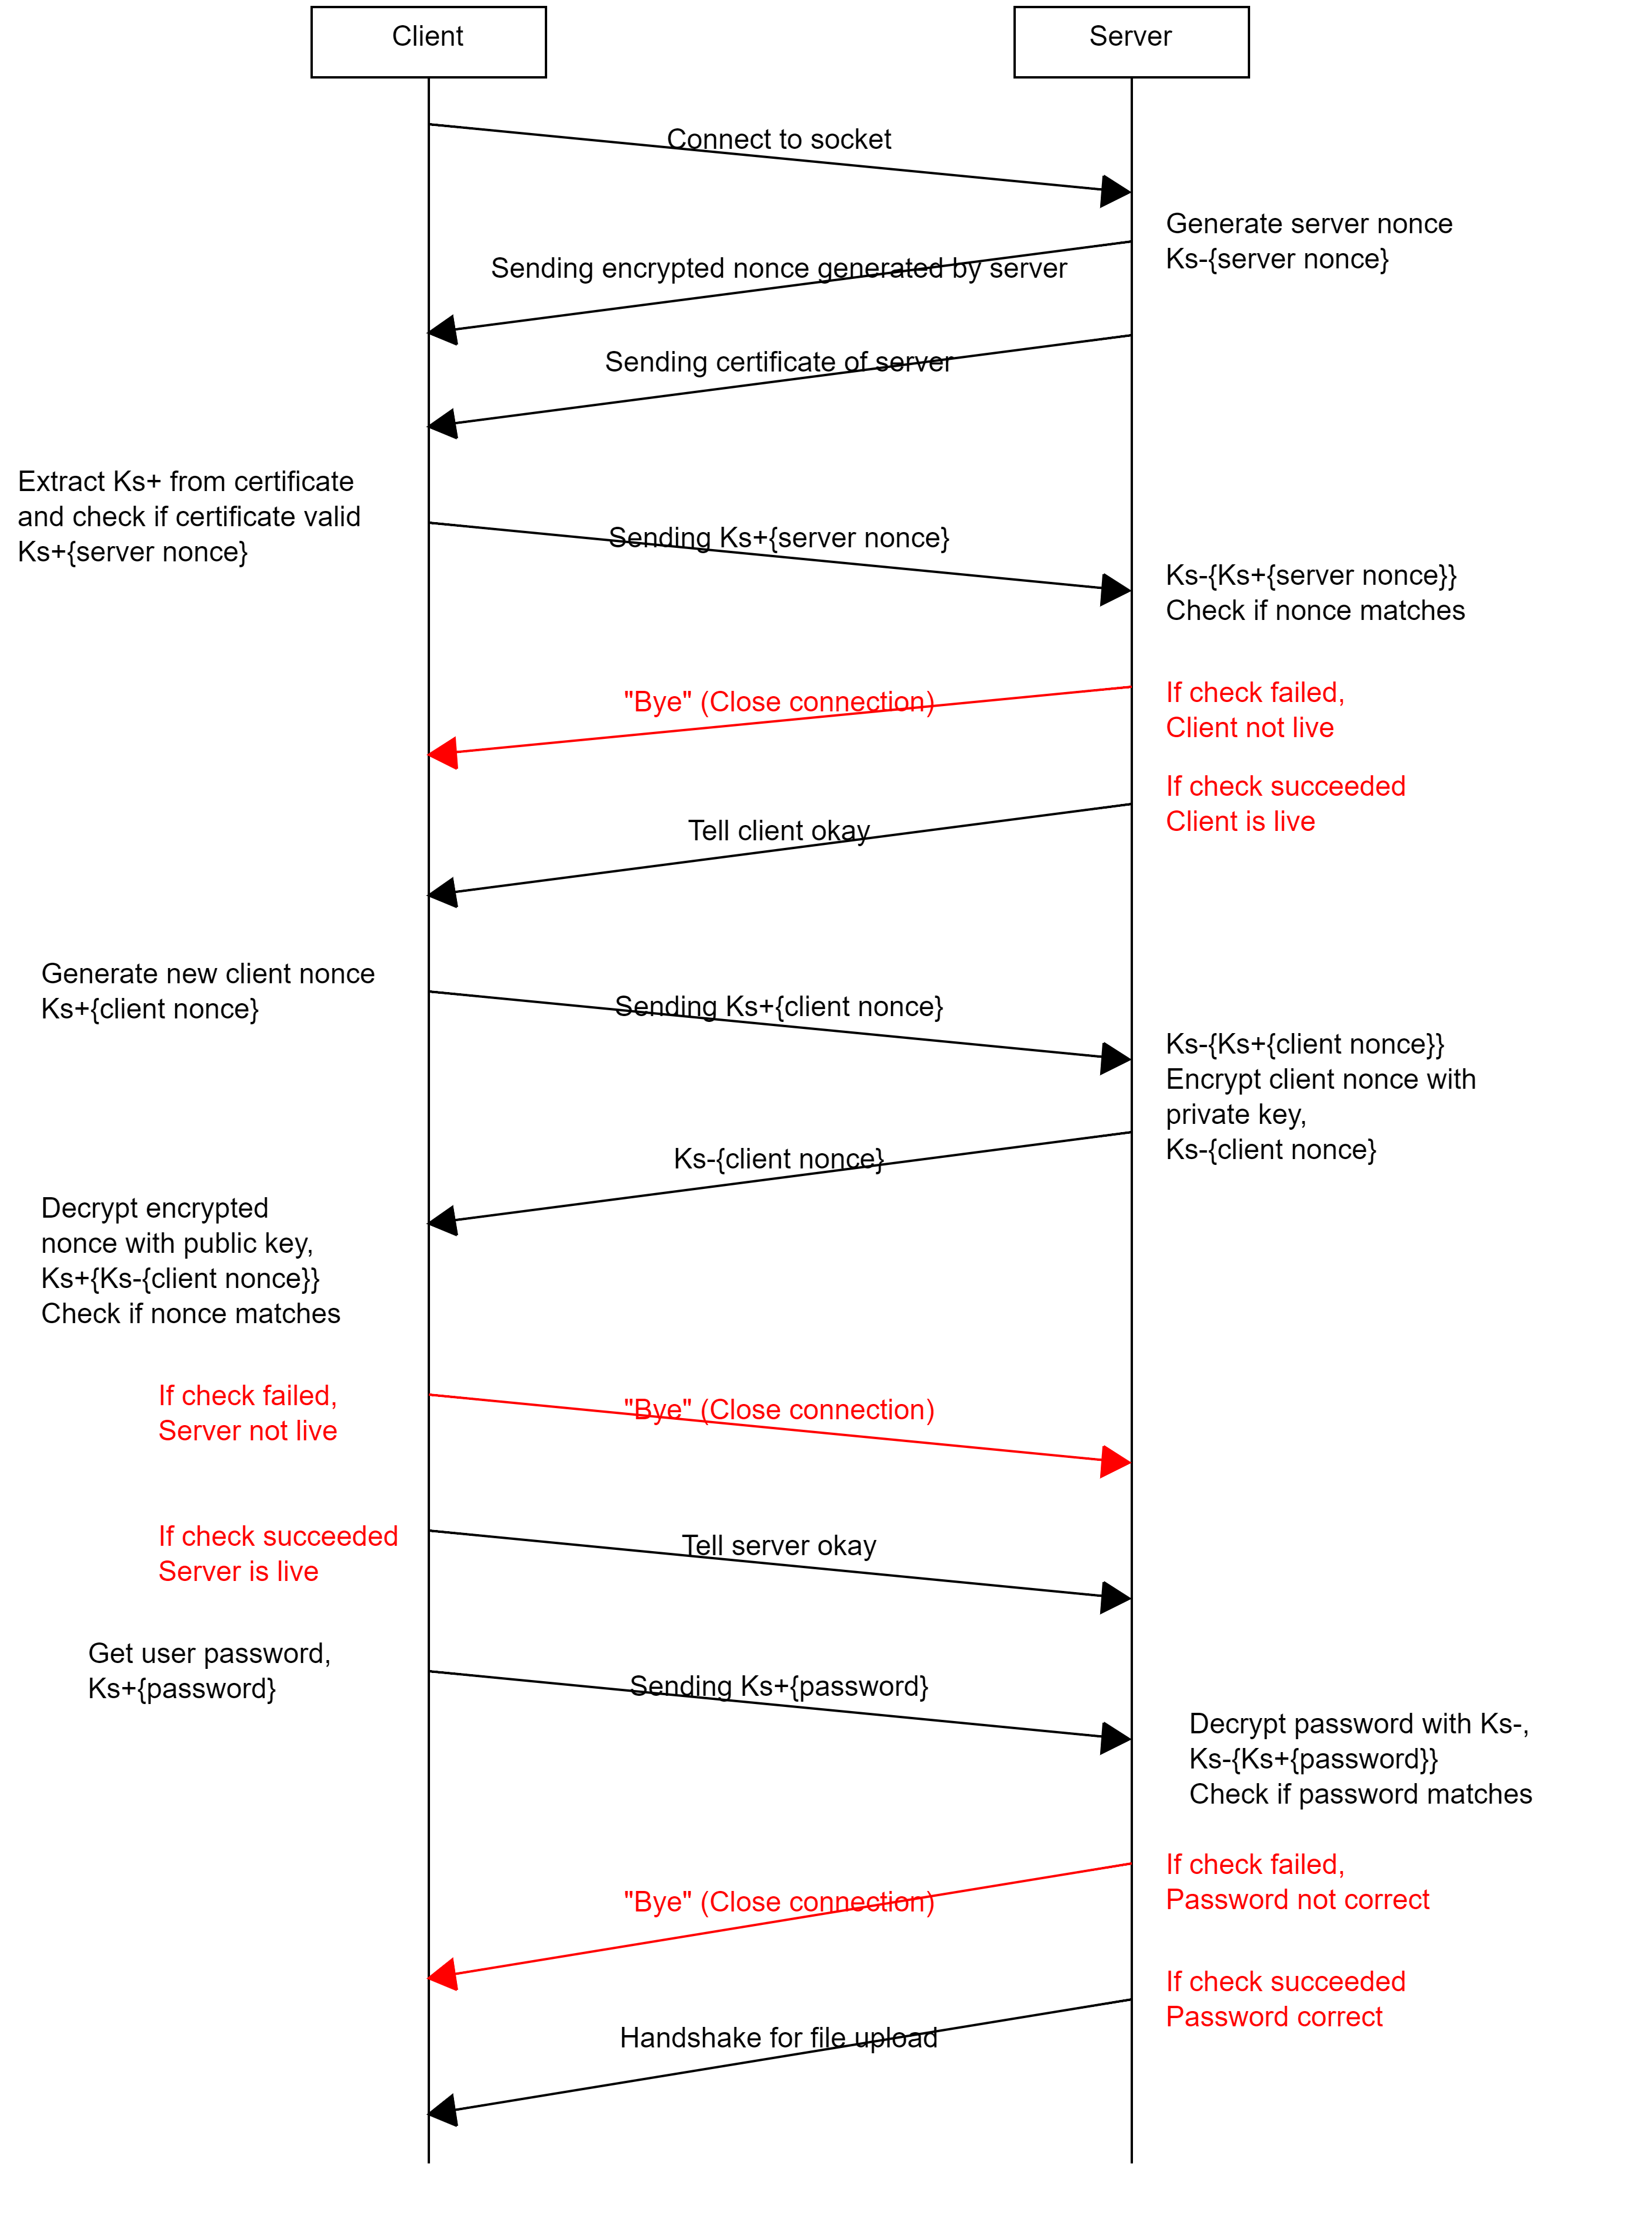 Client
Server
Connect to socket
Generate server nonce
Ks-{server nonce}
Sending encrypted nonce generated by server
Sending certificate of server
Extract Ks+ from certificate
and check if certificate valid
Ks+{server nonce}
Sending Ks+{server nonce}
Ks-{Ks+{server nonce}}
Check if nonce matches
"Bye" (Close connection)
If check failed,
Client not live
If check succeeded
Client is live
Tell client okay
Generate new client nonce
Ks+{client nonce}
Sending Ks+{client nonce}
Ks-{Ks+{client nonce}}
Encrypt client nonce with
private key,
Ks-{client nonce}
Ks-{client nonce}
Decrypt encrypted
nonce with public key,
Ks+{Ks-{client nonce}}
Check if nonce matches
If check failed,
Server not live
"Bye" (Close connection)
If check succeeded
Server is live
Tell server okay
Get user password,
Ks+{password}
Sending Ks+{password}
Decrypt password with Ks-,
Ks-{Ks+{password}}
Check if password matches
"Bye" (Close connection)
If check failed,
Password not correct
If check succeeded
Password correct
Handshake for file upload